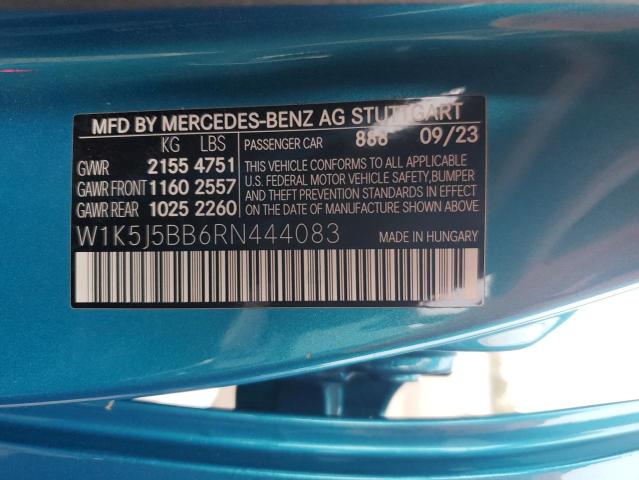 MFD BY MERCEDES-BENZ AG STUTTGART
KG LBS PASSENGER CAR 888 09/23
GVWR 2155 4751
GAWR FRONT 1160 2557
GAWR REAR 1025 2260
THIS VEHICLE CONFORMS TO ALL APPLICABLE
U.S. FEDERAL MOTOR VEHICLE SAFETY,BUMPER
AND THEFT PREVENTION STANDARDS IN EFFECT
ON THE DATE OF MANUFACTURE SHOWN ABOVE.
W1K5J5BB6RN444083 MADE IN HUNGARY